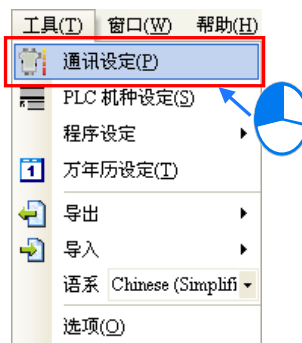 工具(T) 窗口(W) 帮助(H)
通讯设定(P)
PLC 机种设定(S)
程序设定
1 万年历设定(T)
导出
导入
语系 Chinese (Simplifi
选项(O)